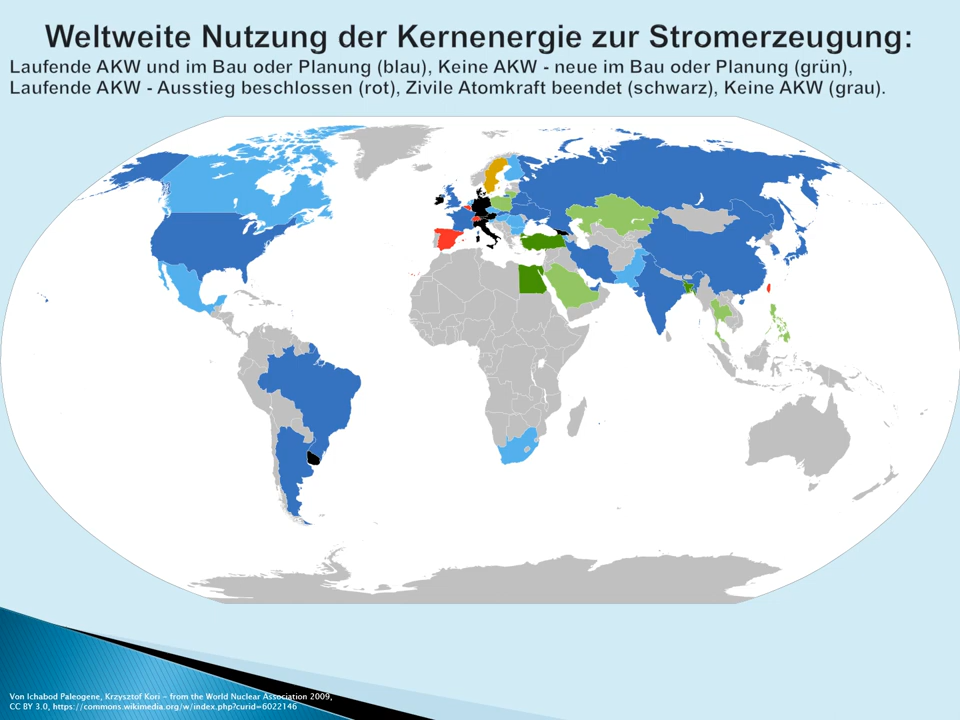 Weltweite Nutzung der Kernenergie zur Stromerzeugung:
Laufende AKW und im Bau oder Planung (blau), Keine AKW - neue im Bau oder Planung (grün),
Laufende AKW - Ausstieg beschlossen (rot), Zivile Atomkraft beendet (schwarz), Keine AKW (grau).
Von Ichabod Paleogene, Krzysztof Kori - from the World Nuclear Association 2009,
CC BY 3.0, https://commons.wikimedia.org/w/index.php?curid=6022146